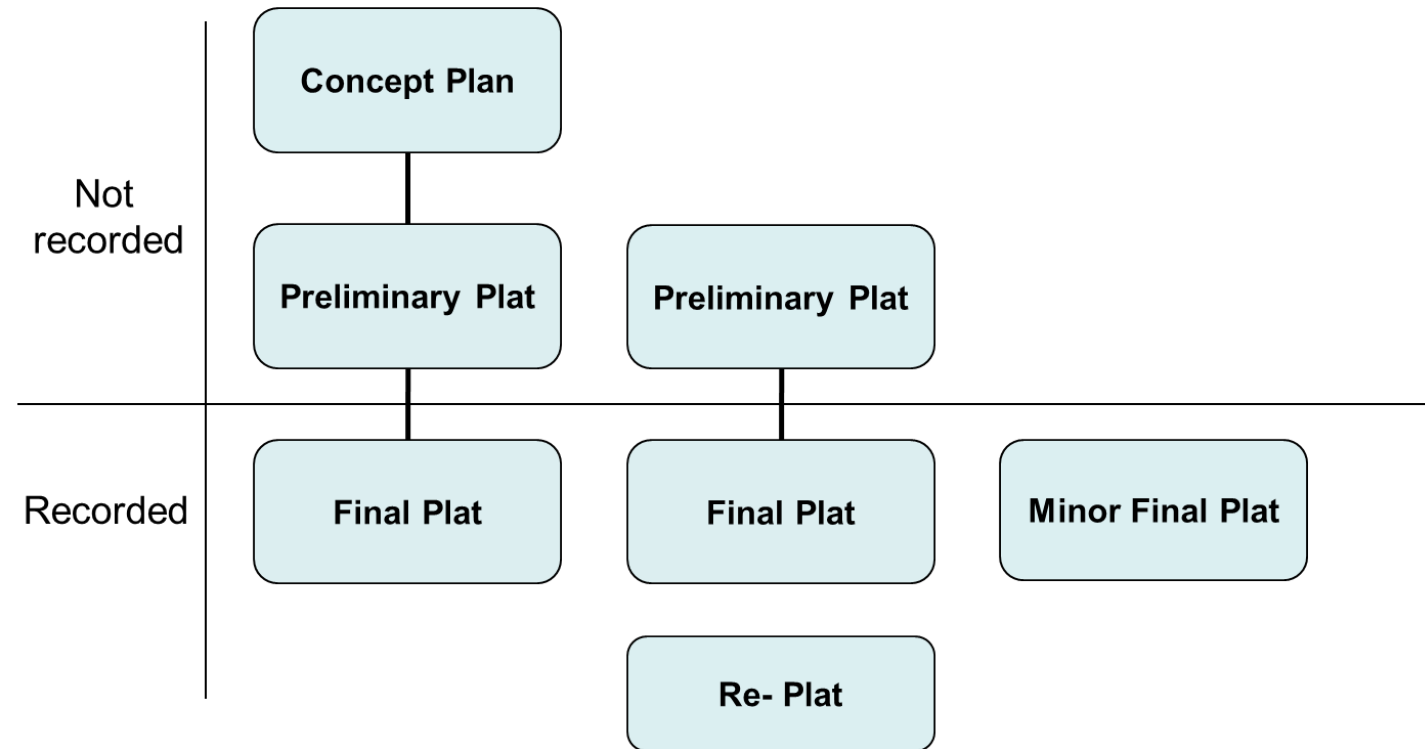 Concept Plan
Not
recorded
Preliminary Plat
Preliminary Plat
Recorded
Final Plat
Final Plat
Minor Final Plat
Re- Plat